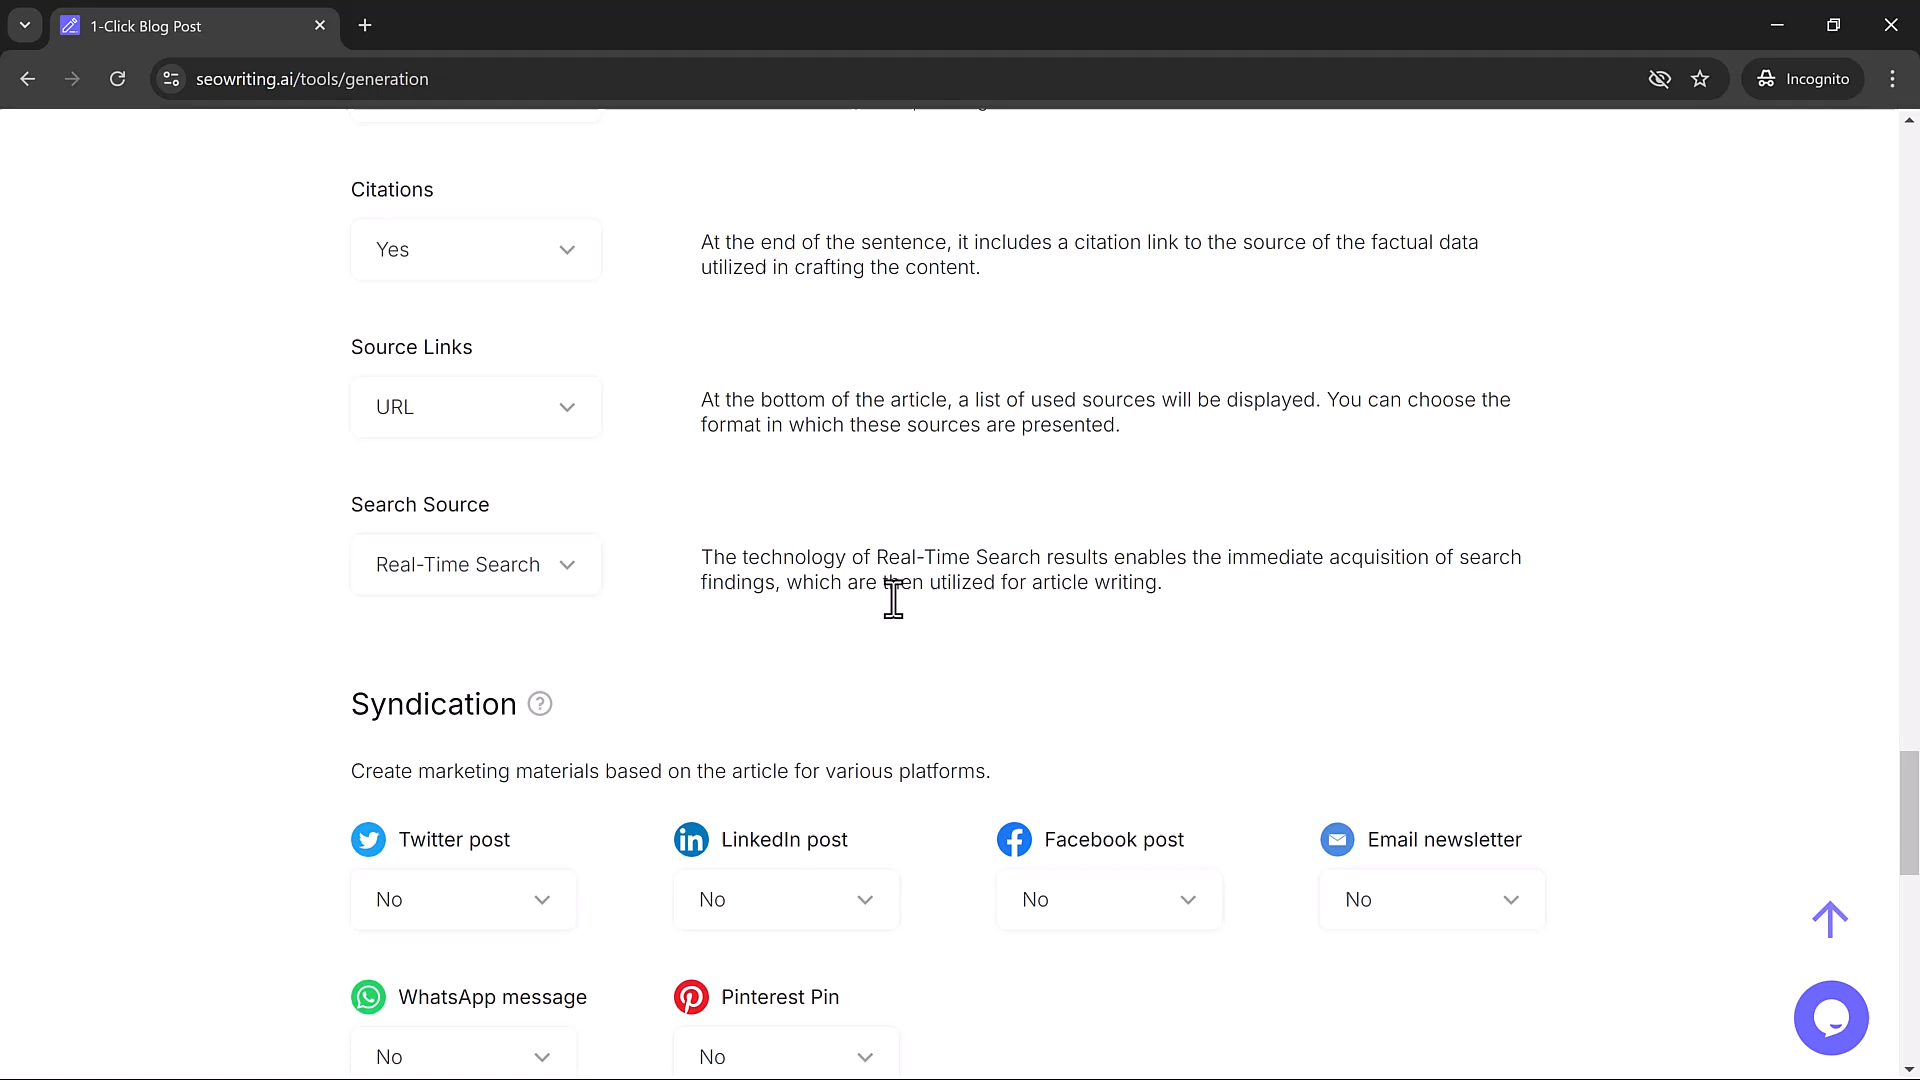 1-Click Blog Post
seowriting.ai/tools/generation
Incognito
Citations
Yes
At the end of the sentence, it includes a citation link to the source of the factual data
utilized in crafting the content.
Source Links
URL
At the bottom of the article, a list of used sources will be displayed. You can choose the
format in which these sources are presented.
Search Source
Real-Time Search
The technology of Real-Time Search results enables the immediate acquisition of search
findings, which are then utilized for article writing.
Syndication ?
Create marketing materials based on the article for various platforms.
Twitter post
LinkedIn post
Facebook post
Email newsletter
No
No
No
No
WhatsApp message
Pinterest Pin
No
No